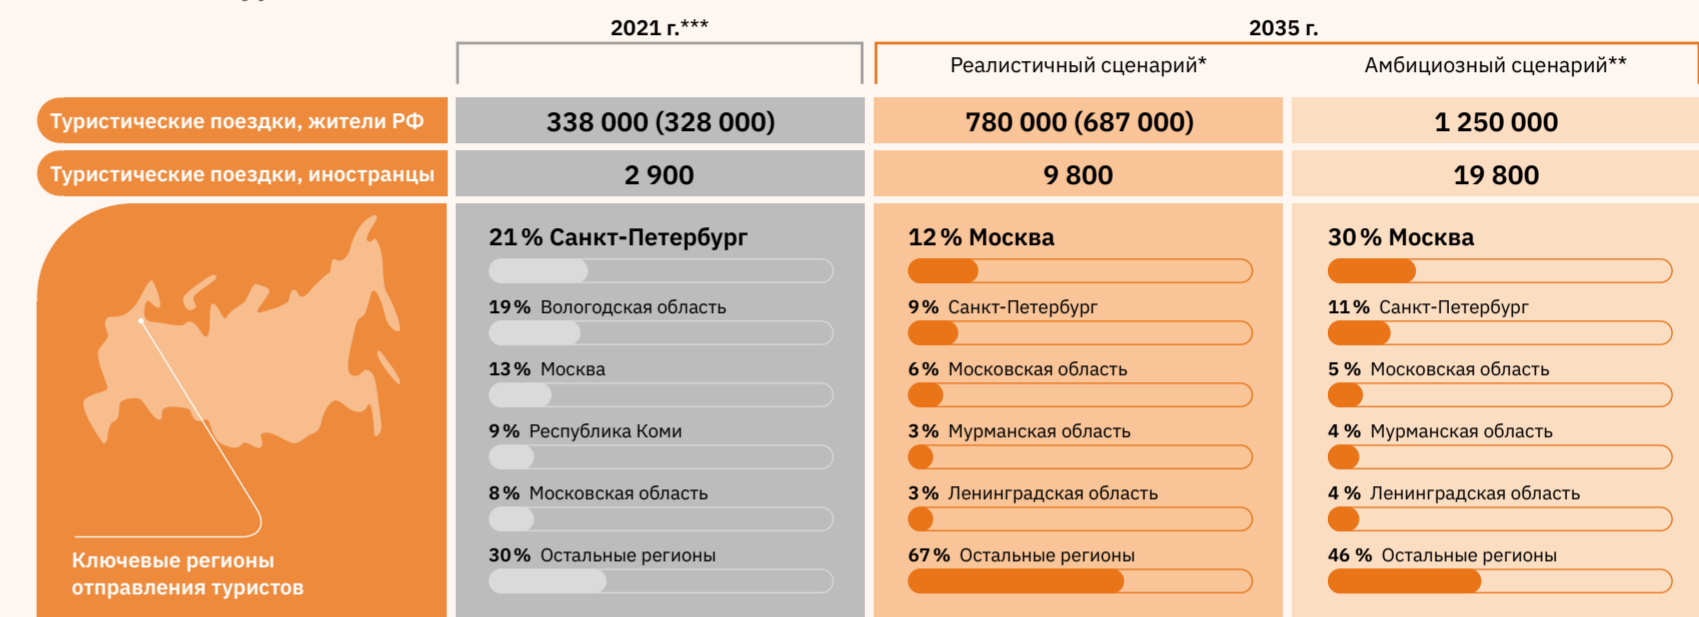 2021 г.***
2035 г.
Реалистичный сценарий*
Амбициозный сценарий**
Туристические поездки, жители РФ
338 000 (328 000)
780 000 (687 000)
1 250 000
Туристические поездки, иностранцы
2 900
9 800
19 800
Ключевые регионы
отправления туристов
21 % Санкт-Петербург
19 % Вологодская область
13 % Москва
9 % Республика Коми
8 % Московская область
30 % Остальные регионы
12 % Москва
9 % Санкт-Петербург
6 % Московская область
3 % Мурманская область
3 % Ленинградская область
67 % Остальные регионы
30 % Москва
11 % Санкт-Петербург
5 % Московская область
4 % Мурманская область
4 % Ленинградская область
46 % Остальные регионы